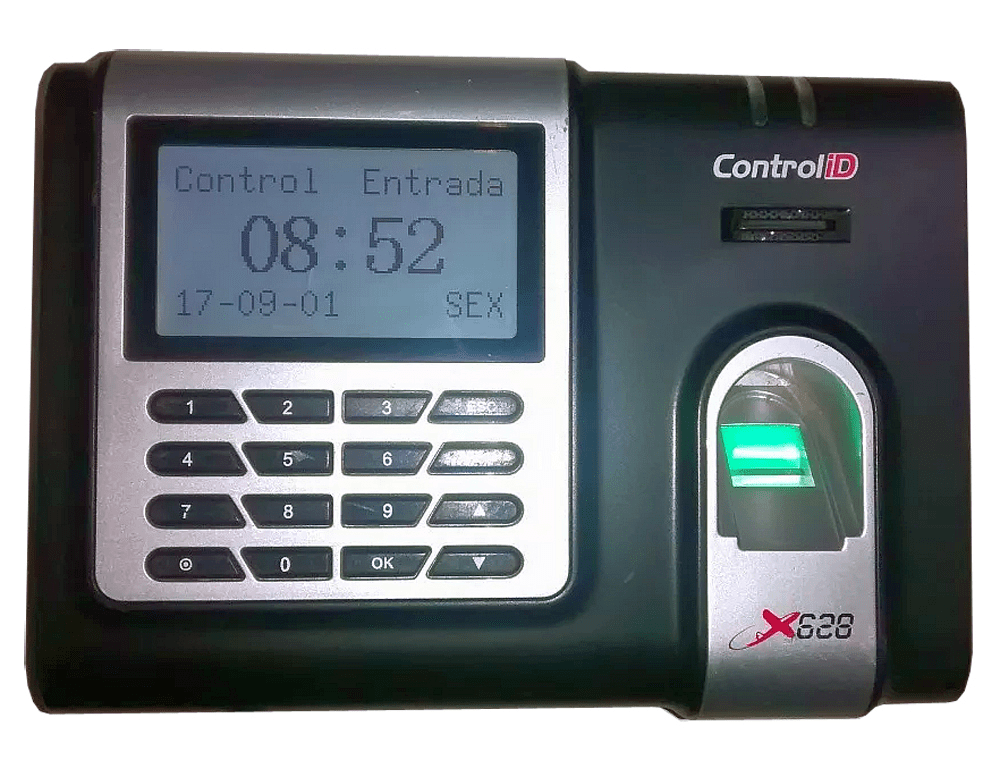 Control Entrada
08:52
17-09-01 SEX
ControliD
1 2 3 ESC
4 5 6
7 8 9
0 OK
X628